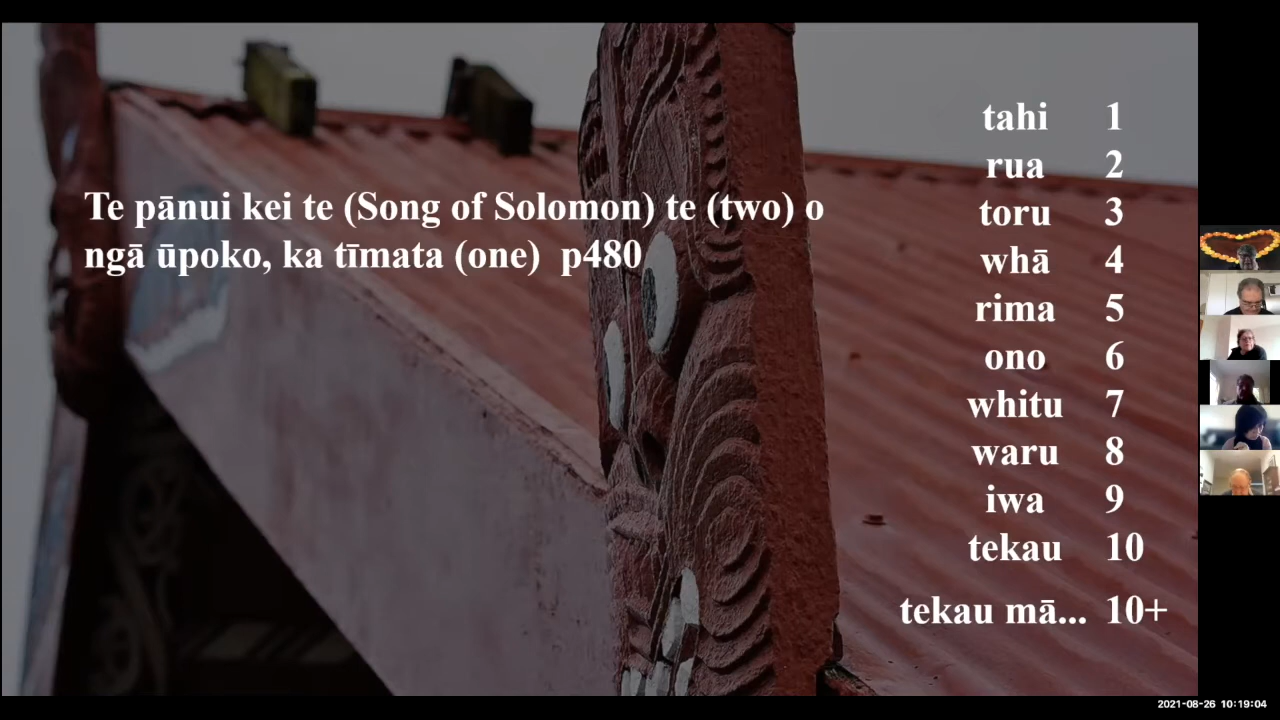 Te pānui kei te (Song of Solomon) te (two) o
ngā ūpoko, ka tīmata (one) p480
tahi 1
rua 2
toru 3
whā 4
rima 5
ono 6
whitu 7
waru 8
iwa 9
tekau 10
tekau mā... 10+
2021-08-26 10:19:04